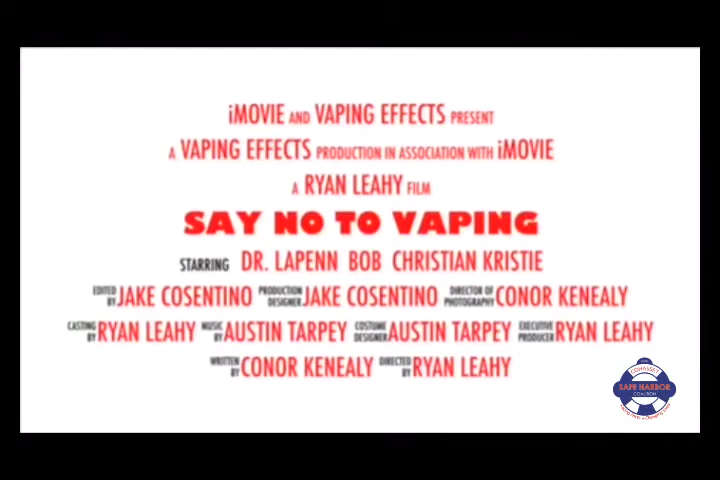 iMOVIE AND VAPING EFFECTS PRESENT
A VAPING EFFECTS PRODUCTION IN ASSOCIATION WITH iMOVIE
A RYAN LEAHY FILM
SAY NO TO VAPING
STARRING DR. LAPENN BOB CHRISTIAN KRISTIE
EDITED BY JAKE COSENTINO PRODUCTION DESIGNER JAKE COSENTINO DIRECTOR OF PHOTOGRAPHY CONOR KENEALY
CASTING BY RYAN LEAHY MUSIC BY AUSTIN TARPEY COSTUME DESIGNER AUSTIN TARPEY EXECUTIVE PRODUCER RYAN LEAHY
WRITTEN BY CONOR KENEALY DIRECTED BY RYAN LEAHY
COHASSET
SAFE HARBOR
COALITION